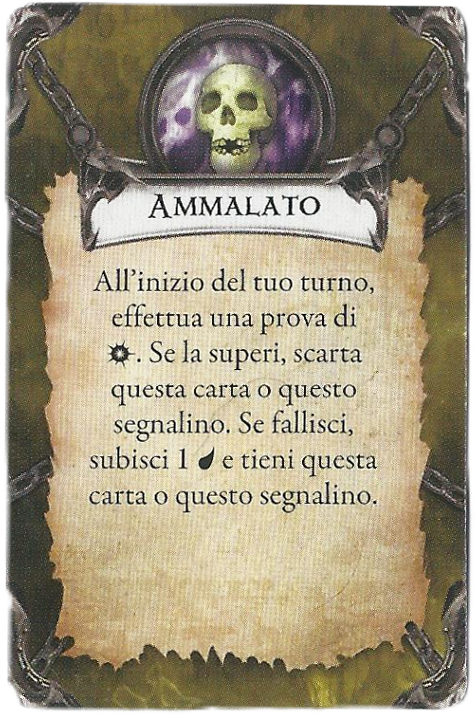 AMMALATO
All'inizio del tuo turno,
effettua una prova di
. Se la superi, scarta
questa carta o questo
segnalino. Se fallisci,
subisci 1 e tieni questa
carta o questo segnalino.